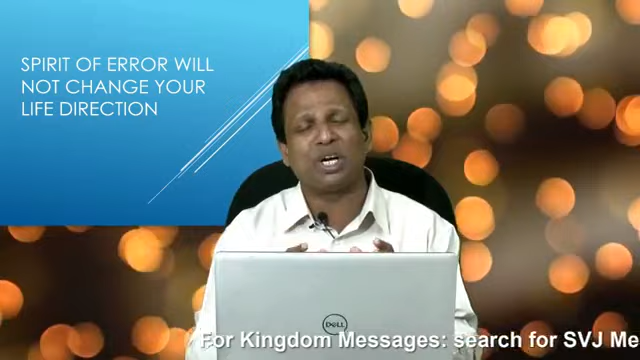 SPIRIT OF ERROR WILL
NOT CHANGE YOUR
LIFE DIRECTION
DELL
For Kingdom Messages: search for SVJ Me